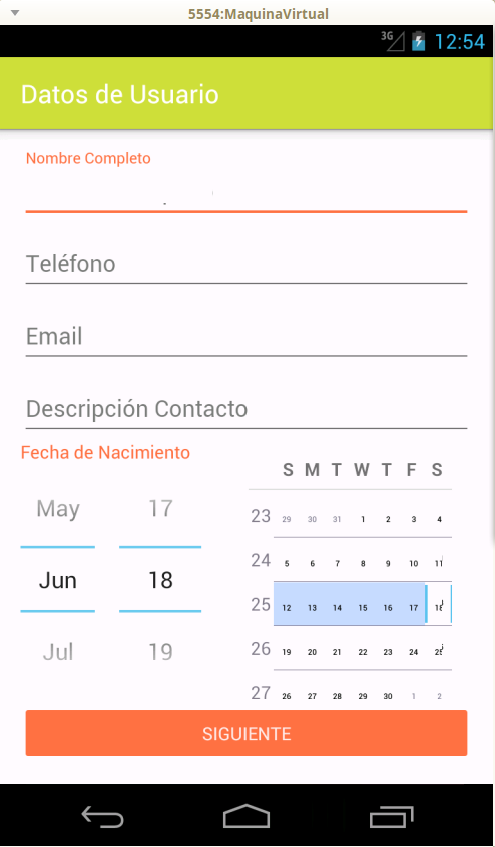 5554:MaquinaVirtual
3G 12:54
Datos de Usuario
Nombre Completo
Teléfono
Email
Descripción Contacto
Fecha de Nacimiento
May 17
Jun 18
Jul 19
S M T W T F S
23 29 30 31 1 2 3 4
24 5 6 7 8 9 10 11
25 12 13 14 15 16 17 18
26 19 20 21 22 23 24 25
27 26 27 28 29 30 1 2
SIGUIENTE